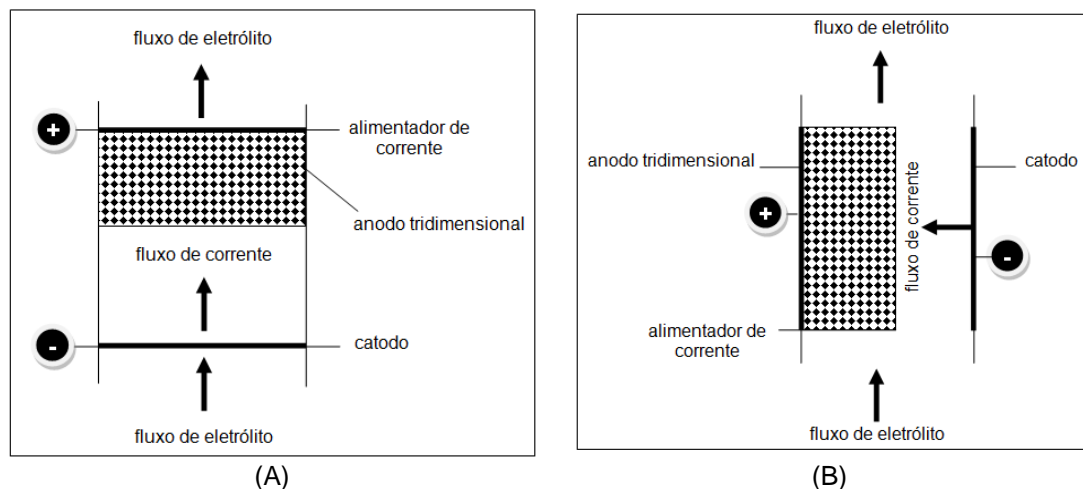 fluxo de eletrólito
+
alimentador de
corrente
anodo tridimensional
fluxo de corrente
-
catodo
fluxo de eletrólito
(A)
fluxo de eletrólito
anodo tridimensional
catodo
+
fluxo de corrente
-
alimentador de
corrente
fluxo de eletrólito
(B)